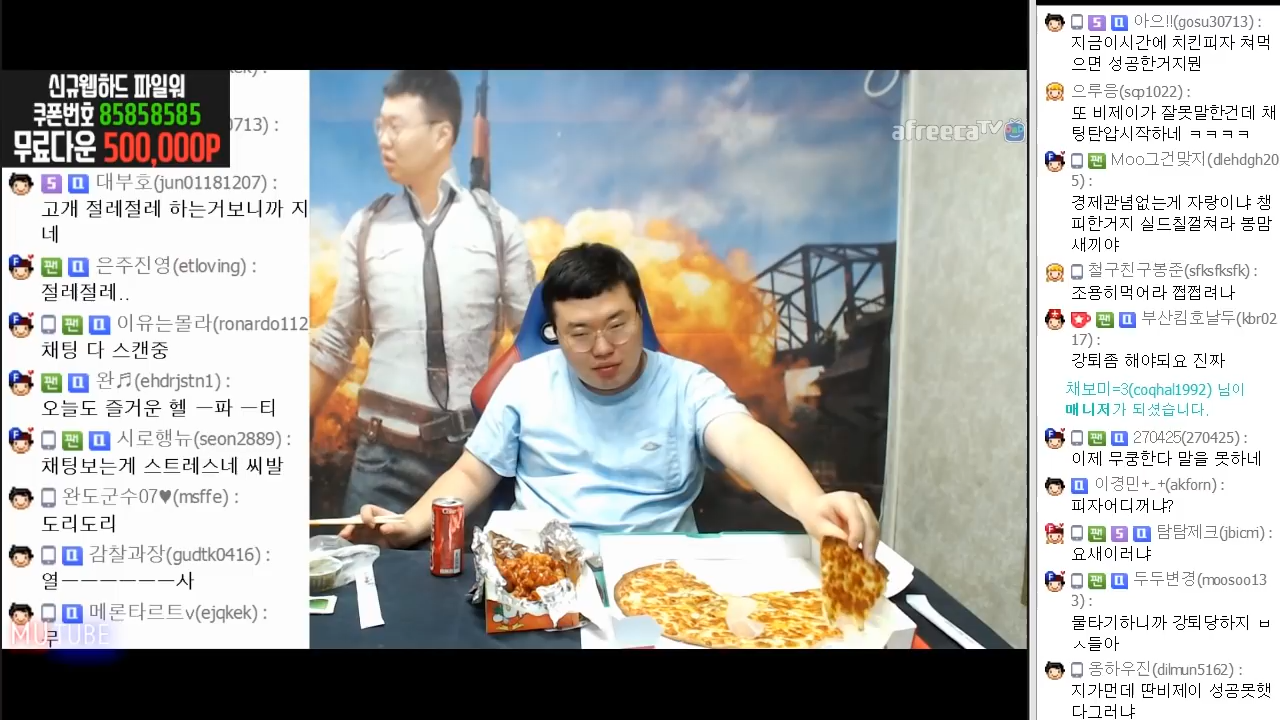 신규웹하드 파일워
쿠폰번호 85858585
무료다운 500,000P
0713) :
대부호(jun01181207) :
고개 절레절레 하는거보니까 지
네
은주진영(etloving) :
절레절레..
이유는몰라(ronardo112
채팅 다 스캔중
완♬(ehdrjstn1) :
오늘도 즐거운 헬 ㅡ파 ㅡ티
시로행뉴(seon2889) :
채팅보는게 스트레스네 씨발
완도군수07♥(msffe) :
도리도리
감찰과장(gudtk0416) :
열ㅡㅡㅡㅡㅡㅡ사
메론타르트v(ejqkek) :
무
MUTUBE
afreecaTV
아으!!(gosu30713) :
지금이시간에 치킨피자 쳐먹
으면 성공한거지뭔
으루음(scp1022) :
또 비제이가 잘못말한건데 채
팅탄압시작하네 ㅋㅋㅋㅋ
Moo그건맞지(dlehdgh20
5) :
경제관념없는게 자랑이냐 챔
피한거지 실드칠껄쳐라 봉맘
새끼야
철구친구봉준(sfksfksfk) :
조용히먹어라 쩝쩝려나
부산킴호날두(kbr02
17) :
강퇴좀 해야되요 진짜
채보미=3(coqhal1992) 님이
매니저가 되셨습니다.
270425(270425) :
이제 무쿵한다 말을 못하네
이경민+_+(akforn) :
피자어디꺼냐?
탐탐제크(jbicm) :
요새이러냐
두두변경(moosoo13
3) :
물타기하니까 강퇴당하지 ㅂ
ㅅ들아
옹하우진(dilmun5162) :
지가먼데 딴비제이 성공못햇
다그러냐